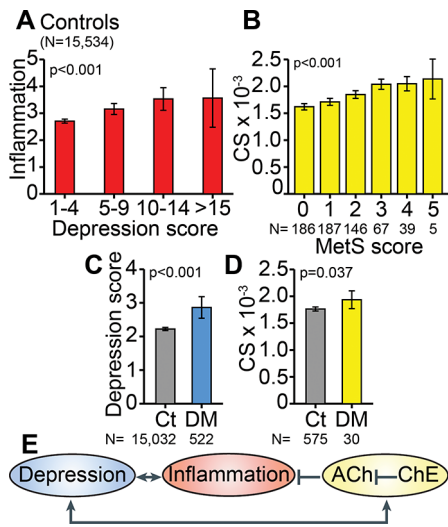 A Controls
(N=15,534)
p<0.001
Inflammation
5
4
3
2
1
0
1-4 5-9 10-14 >15
Depression score
B
p<0.001
CS x 10-3
2.5
2.0
1.5
1.0
0.5
0
0 1 2 3 4 5
N= 186 187 146 67 39 5
MetS score
C
p<0.001
Depression score
4
3
2
1
0
Ct DM
N= 15,032 522
D
p=0.037
CS x 10-3
2.5
2.0
1.5
1.0
0.5
0
Ct DM
N= 575 30
E
Depression Inflammation ACh ChE